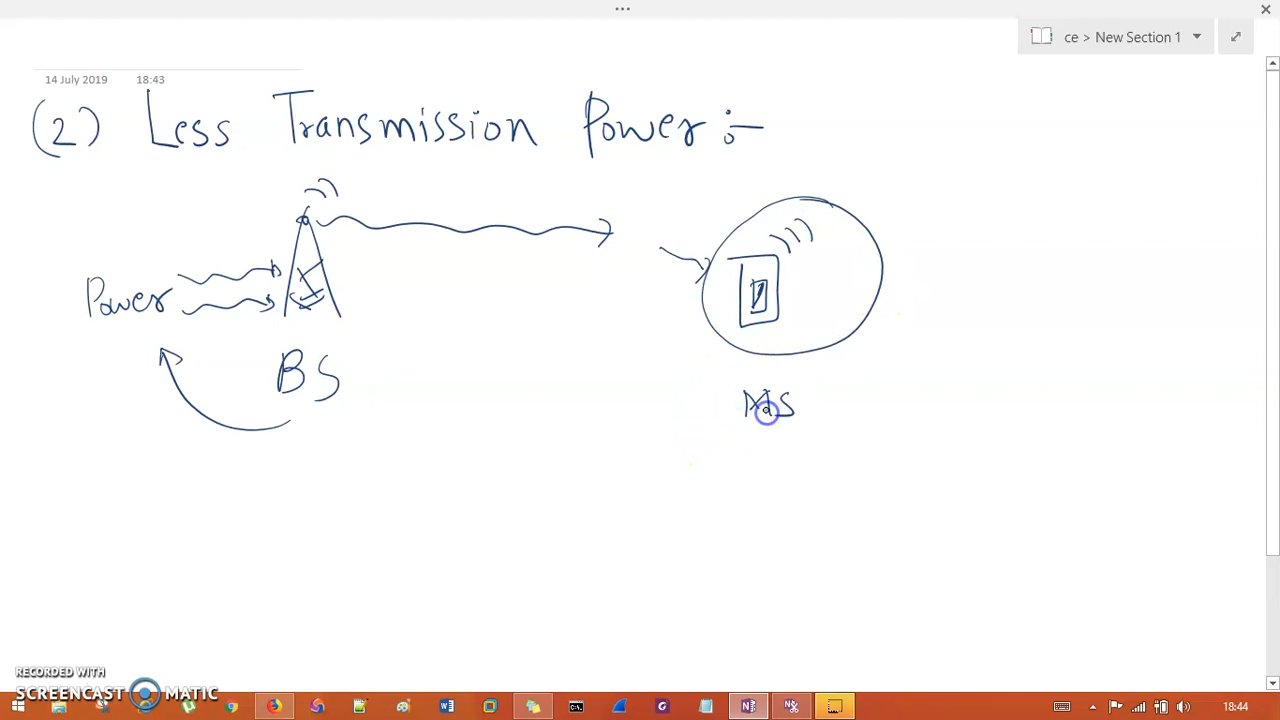 ce > New Section 1
14 July 2019 18:43
(2) Less Transmission Power :-
Power
BS
MS
RECORDED WITH
SCREENCAST MATIC
18:44